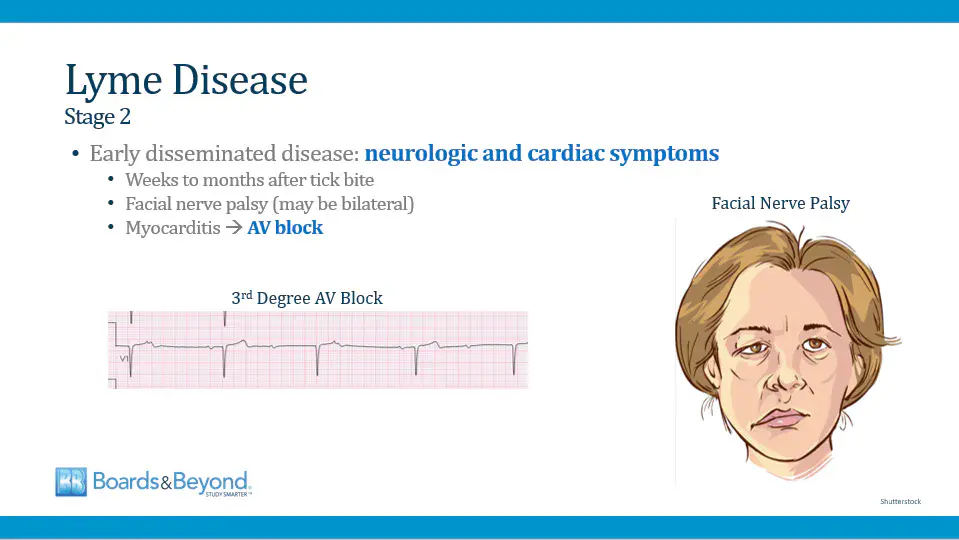 Lyme Disease
Stage 2
• Early disseminated disease: neurologic and cardiac symptoms
• Weeks to months after tick bite
• Facial nerve palsy (may be bilateral)
• Myocarditis → AV block
Facial Nerve Palsy
3rd Degree AV Block
V1
BB Boards&Beyond.
STUDY SMARTER™
Shutterstock